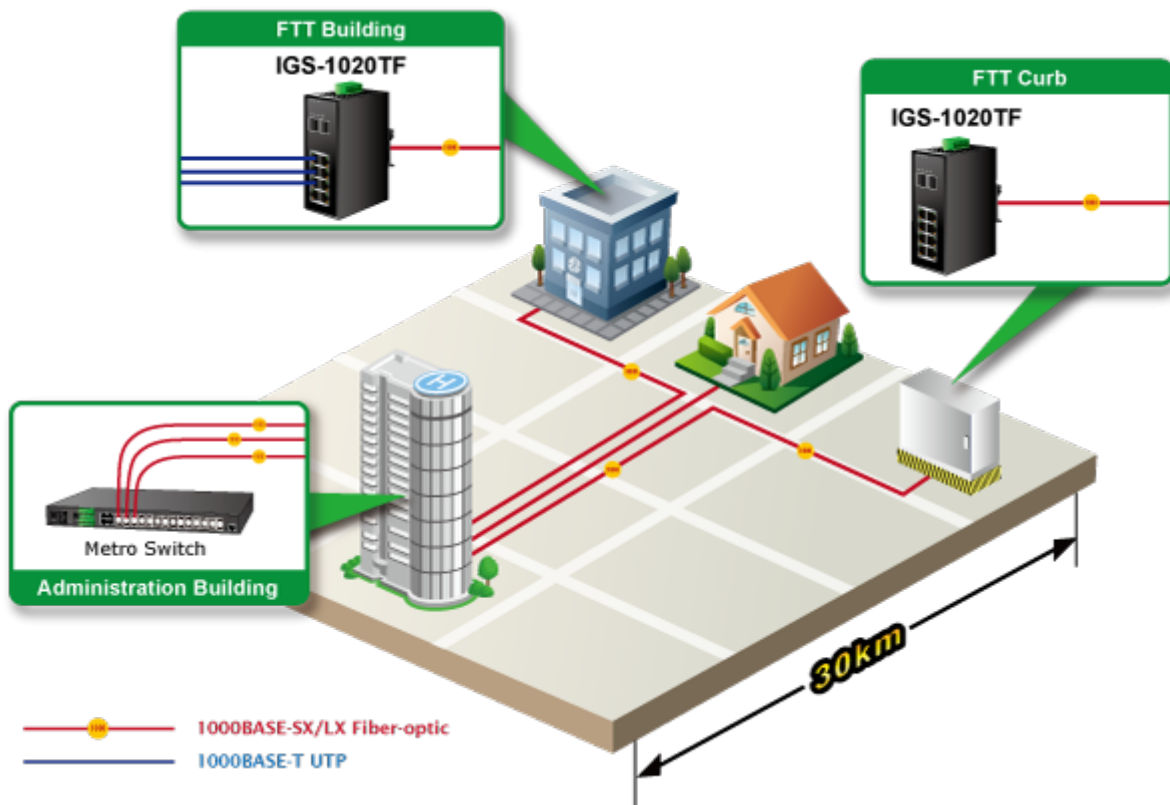 FTT Building
IGS-1020TF
FTT Curb
IGS-1020TF
H
Metro Switch
Administration Building
30km
1000BASE-SX/LX Fiber-optic
1000BASE-T UTP